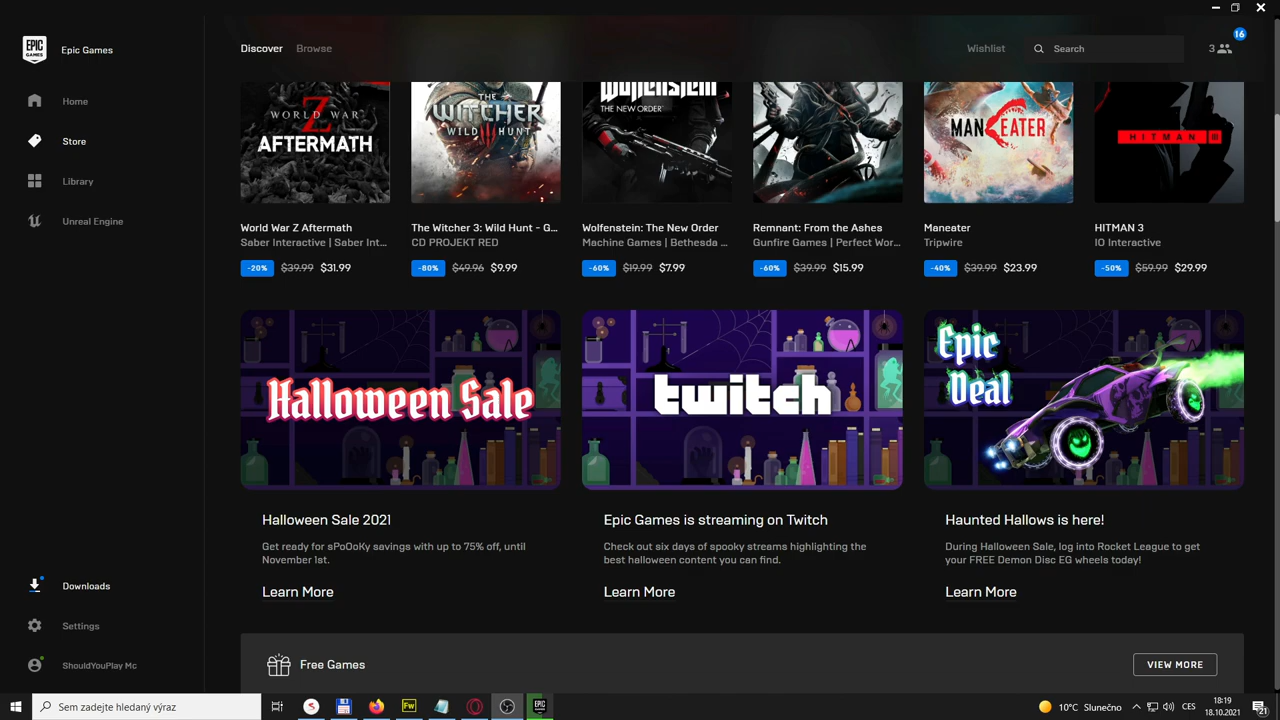 EPIC GAMES
Epic Games
Home
Store
Library
Unreal Engine
Downloads
Settings
ShouldYouPlay Mc
Discover
Browse
Wishlist
Search
3
16
WORLD WAR Z
AFTERMATH
THE
WITCHER
WILD HUNT
Wolfenstein
THE NEW ORDER
MANEATER
HITMAN III
World War Z Aftermath
Saber Interactive | Saber Int...
-20% $39.99 $31.99
The Witcher 3: Wild Hunt - G...
CD PROJEKT RED
-80% $49.96 $9.99
Wolfenstein: The New Order
Machine Games | Bethesda ...
-60% $19.99 $7.99
Remnant: From the Ashes
Gunfire Games | Perfect Wor...
-60% $39.99 $15.99
Maneater
Tripwire
-40% $39.99 $23.99
HITMAN 3
IO Interactive
-50% $59.99 $29.99
Halloween Sale
Halloween Sale 2021
Get ready for sPoOoKy savings with up to 75% off, until
November 1st.
Learn More
twitch
Epic Games is streaming on Twitch
Check out six days of spooky streams highlighting the
best halloween content you can find.
Learn More
Epic
Deal
Haunted Hallows is here!
During Halloween Sale, log into Rocket League to get
your FREE Demon Disc EG wheels today!
Learn More
Free Games
VIEW MORE
Sem zadejte hledaný výraz
S
Fw
EPIC GAMES
10°C Slunečno
CES
18:19
18.10.2021
21